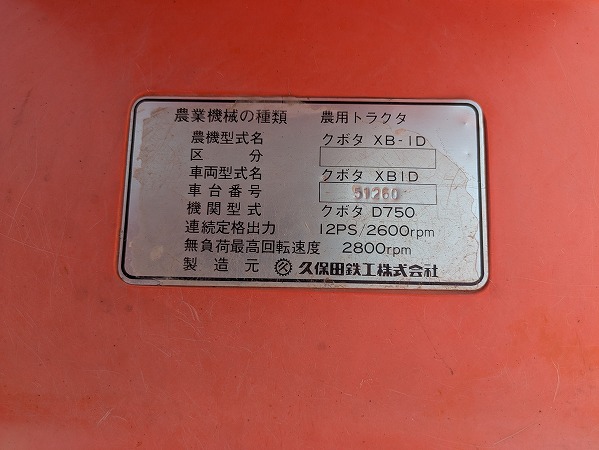 農業機械の種類 農用トラクタ
農機型式名 クボタ XB-1D
区分
車両型式名 クボタ XB1D
車台番号 51260
機関型式 クボタ D750
連続定格出力 12PS/2600rpm
無負荷最高回転速度 2800rpm
製造元 久保田鉄工株式会社